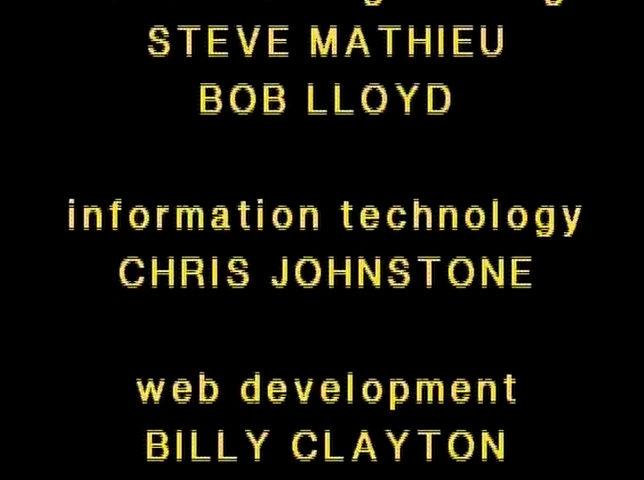 STEVE MATHIEU
BOB LLOYD
information technology
CHRIS JOHNSTONE
web development
BILLY CLAYTON